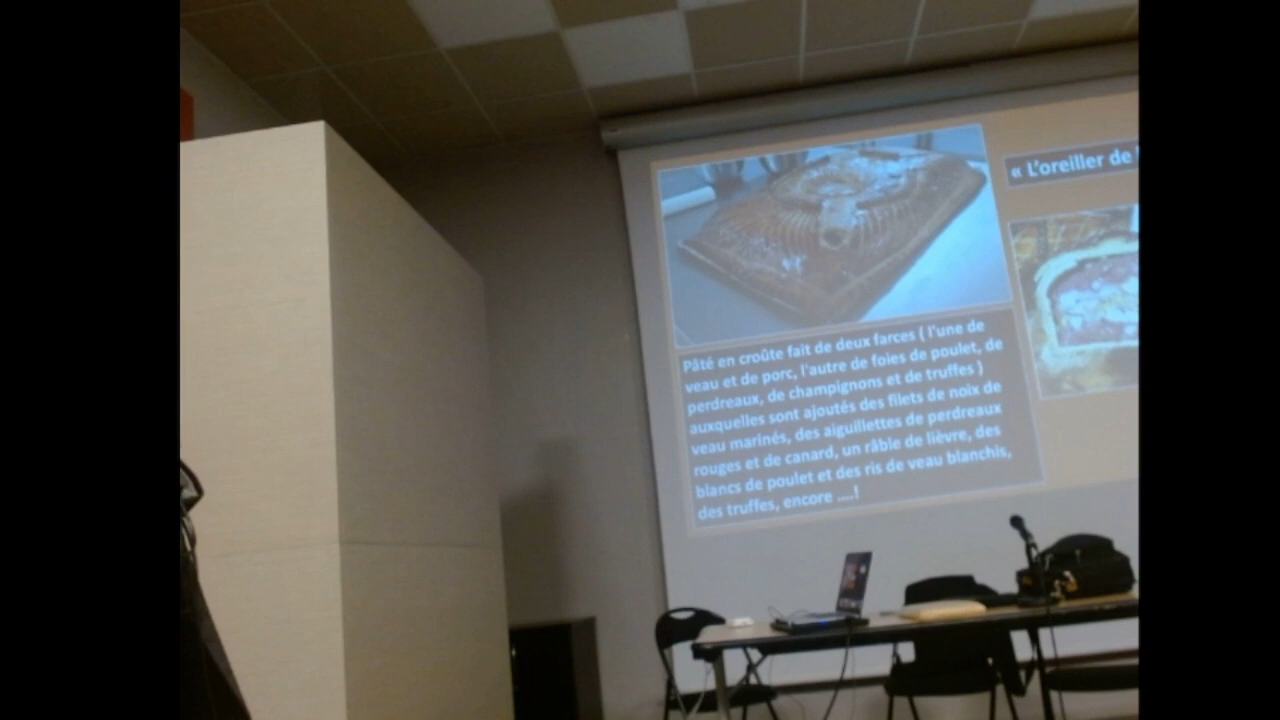 « L'oreiller de
Pâté en croûte fait de deux farces ( l'une de
veau et de porc, l'autre de foies de poulet, de
perdreaux, de champignons et de truffes )
auxquelles sont ajoutés des filets de noix de
veau marinés, des aiguillettes de perdreaux
rouges et de canard, un râble de lièvre, des
blancs de poulet et des ris de veau blanchis,
des truffes, encore ....!